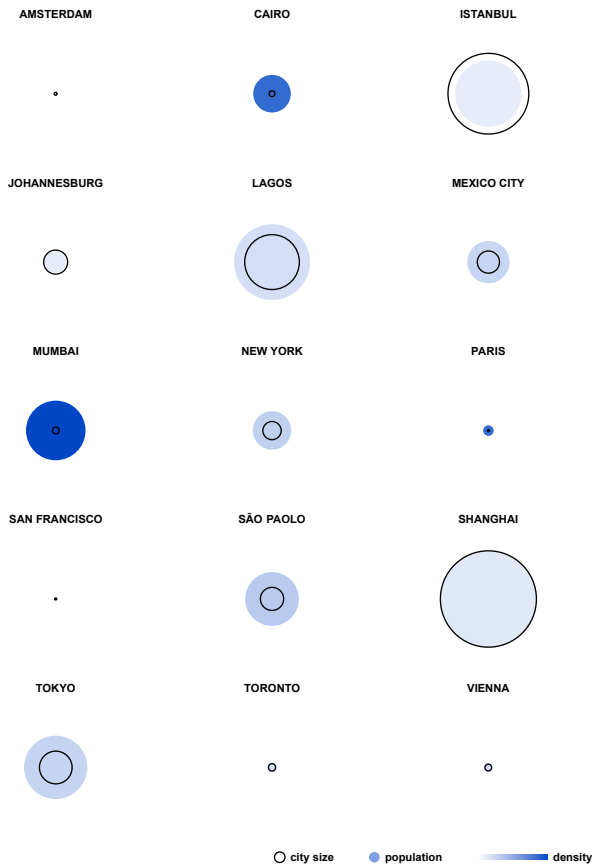 AMSTERDAM CAIRO ISTANBUL
JOHANNESBURG LAGOS MEXICO CITY
MUMBAI NEW YORK PARIS
SAN FRANCISCO SÃO PAOLO SHANGHAI
TOKYO TORONTO VIENNA
city size population density